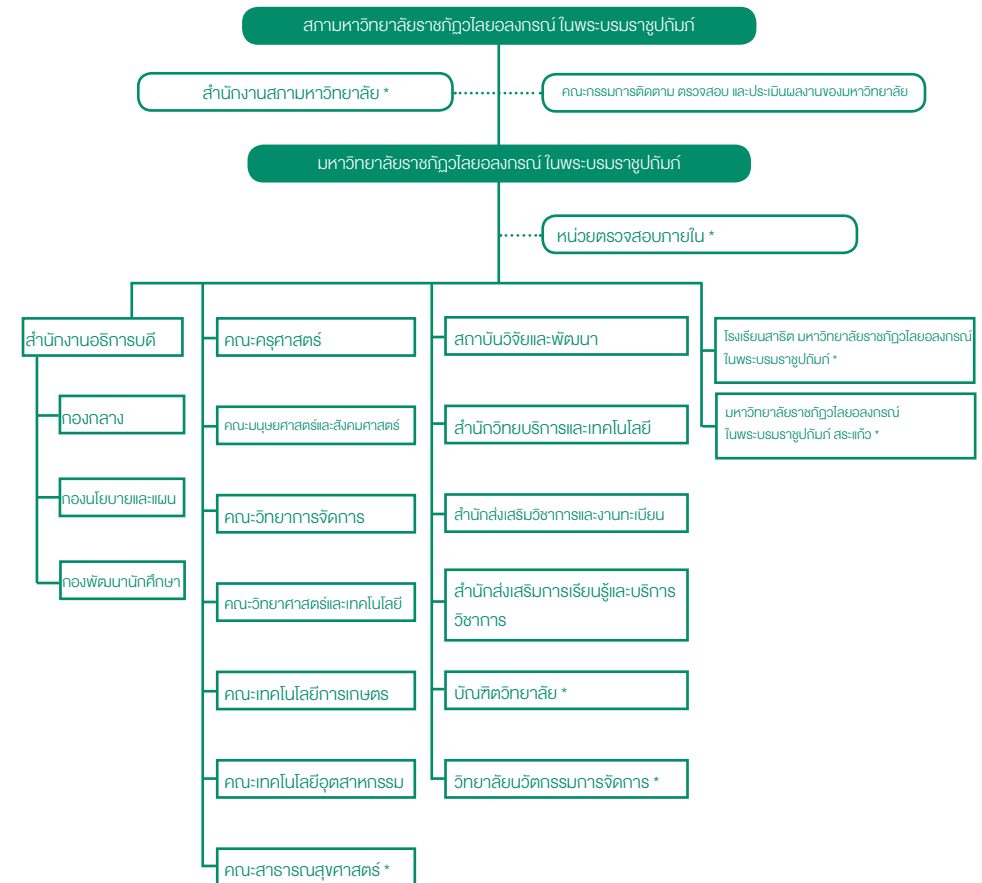 สภามหาวิทยาลัยราชภัฏวไลยอลงกรณ์ ในพระบรมราชูปถัมภ์
สำนักงานสภามหาวิทยาลัย *
คณะกรรมการติดตาม ตรวจสอบ และประเมินผลงานของมหาวิทยาลัย
มหาวิทยาลัยราชภัฏวไลยอลงกรณ์ ในพระบรมราชูปถัมภ์
หน่วยตรวจสอบภายใน *
สำนักงานอธิการบดี
กองกลาง
กองนโยบายและแผน
กองพัฒนานักศึกษา
คณะครุศาสตร์
คณะมนุษยศาสตร์และสังคมศาสตร์
คณะวิทยาการจัดการ
คณะวิทยาศาสตร์และเทคโนโลยี
คณะเทคโนโลยีการเกษตร
คณะเทคโนโลยีอุตสาหกรรม
คณะสาธารณสุขศาสตร์ *
สถาบันวิจัยและพัฒนา
สำนักวิทยบริการและเทคโนโลยี
สำนักส่งเสริมวิชาการและงานทะเบียน
สำนักส่งเสริมการเรียนรู้และบริการ
วิชาการ
บัณฑิตวิทยาลัย *
วิทยาลัยนวัตกรรมการจัดการ *
โรงเรียนสาธิต มหาวิทยาลัยราชภัฏวไลยอลงกรณ์
ในพระบรมราชูปถัมภ์ *
มหาวิทยาลัยราชภัฏวไลยอลงกรณ์
ในพระบรมราชูปถัมภ์ สระแก้ว *